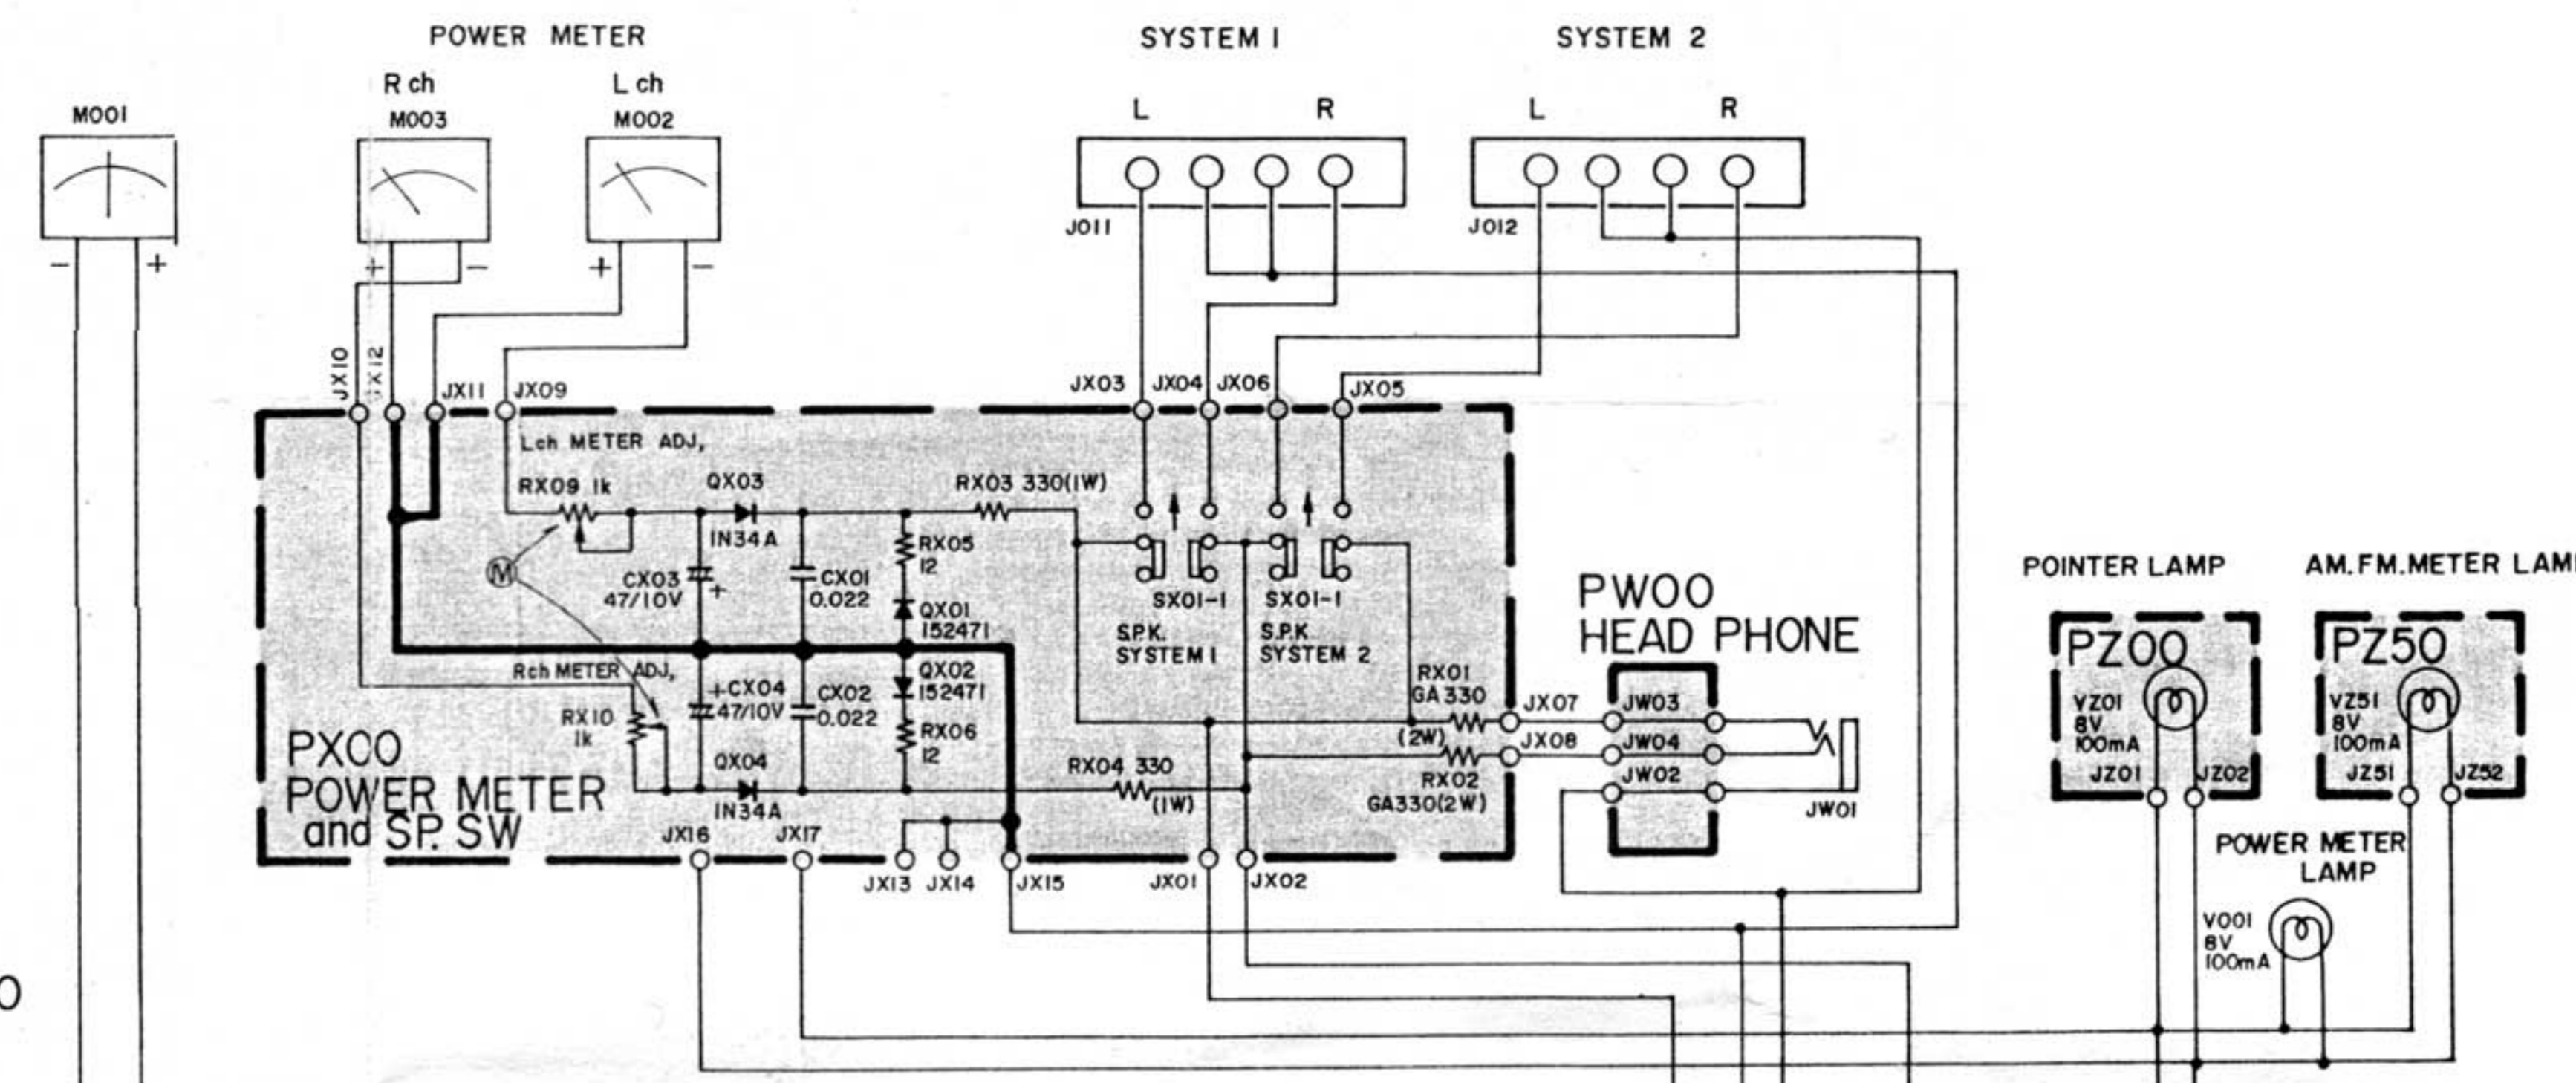 POWER METER
SYSTEM 1
SYSTEM 2
R ch
L ch
M001
M003
M002
L
R
L
R
J011
J012
− +
+ −
+ −
JX10
JX12
JX11
JX09
JX03
JX04
JX06
JX05
Lch METER ADJ,
RX09 1k
QX03
RX03 330(1W)
1N34A
RX05
12
M
CX03
47/10V
+
CX01
0.022
QX01
1S2471
SX01-1
SX01-1
S.P.K.
SYSTEM 1
S.P.K
SYSTEM 2
PW00
HEAD PHONE
POINTER LAMP
AM.FM.METER LAM
PZ00
PZ50
Rch METER ADJ,
QX02
1S2471
RX01
GA330
(2W)
+CX04
47/10V
CX02
0.022
RX10
1k
RX06
12
JX07
JX08
JW03
JW04
JW02
JW01
VZ01
8V
100mA
JZ01
JZ02
VZ51
8V
100mA
JZ51
JZ52
PX00
POWER METER
and SP. SW
QX04
1N34A
RX04 330
(1W)
RX02
GA330(2W)
JX16
JX17
JX13
JX14
JX15
JX01
JX02
POWER METER
LAMP
V001
8V
100mA